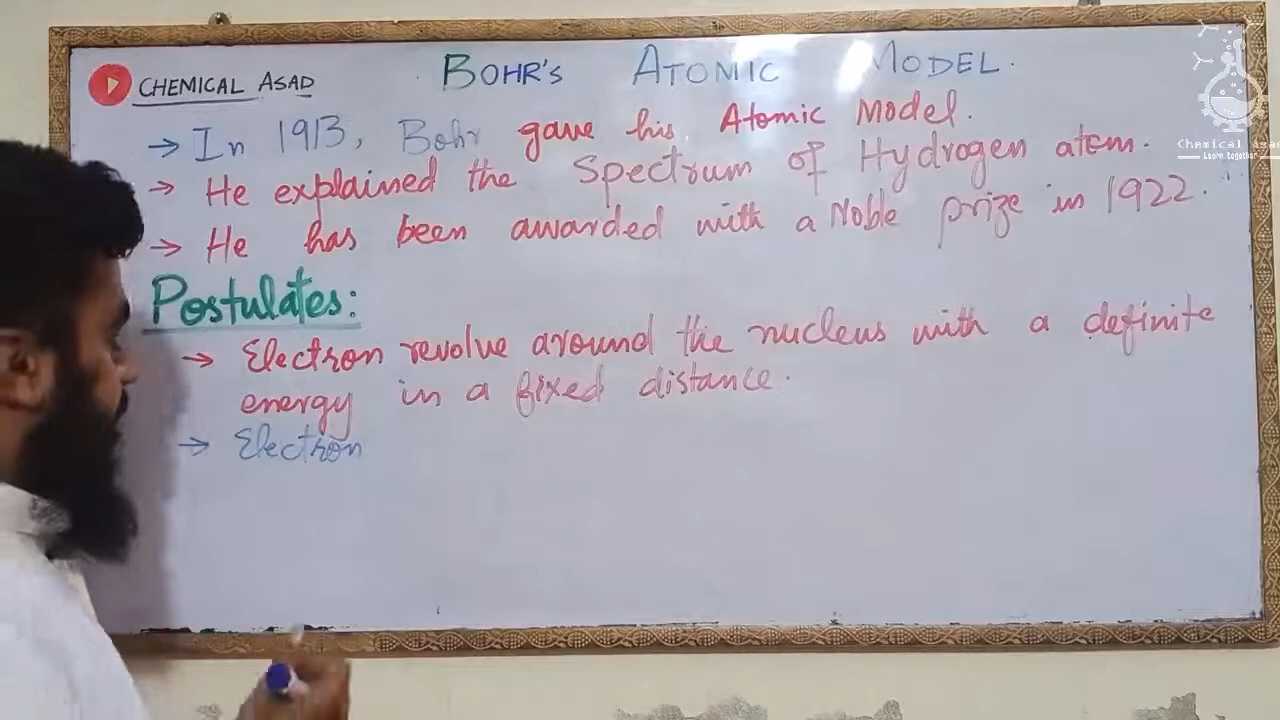 BOHR'S ATOMIC MODEL.
CHEMICAL ASAD
→ In 1913, Bohr gave his Atomic Model.
→ He explained the Spectrum of Hydrogen atom.
→ He has been awarded with a Noble prize in 1922.
Postulates:
→ Electron revolve around the nucleus with a definite
energy in a fixed distance.
→ Electron
Chemical Asad
Learn together